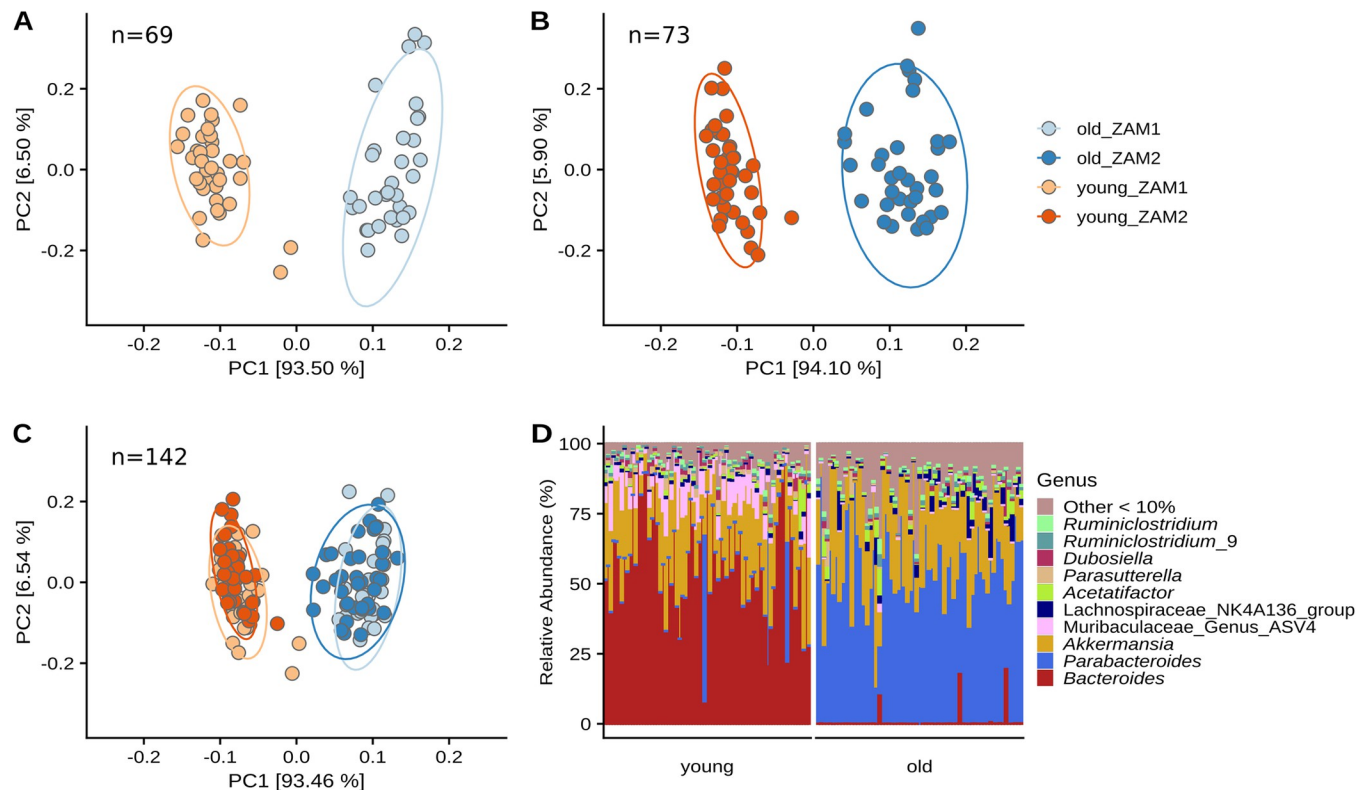 A
n=69
PC2 [6.50 %]
0.2
0.0
-0.2
-0.2
-0.1
0.0
0.1
0.2
PC1 [93.50 %]
B
n=73
PC2 [5.90 %]
0.2
0.0
-0.2
-0.2
-0.1
0.0
0.1
0.2
PC1 [94.10 %]
old_ZAM1
old_ZAM2
young_ZAM1
young_ZAM2
C
n=142
PC2 [6.54 %]
0.2
0.0
-0.2
-0.2
-0.1
0.0
0.1
0.2
PC1 [93.46 %]
D
Relative Abundance (%)
100
75
50
25
0
young
old
Genus
Other < 10%
Ruminiclostridium
Ruminiclostridium_9
Dubosiella
Parasutterella
Acetatifactor
Lachnospiraceae_NK4A136_group
Muribaculaceae_Genus_ASV4
Akkermansia
Parabacteroides
Bacteroides